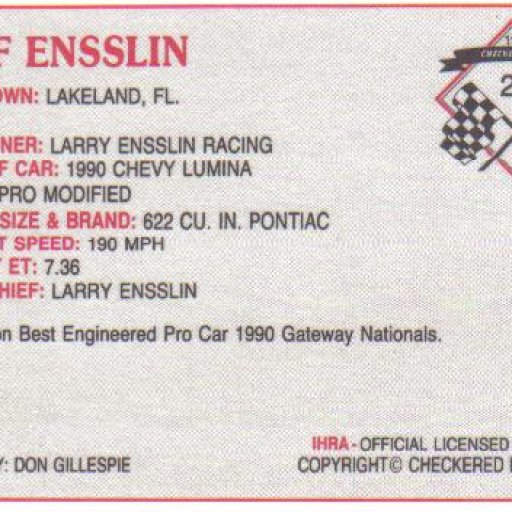 F ENSSLIN
OWN: LAKELAND, FL.
NER: LARRY ENSSLIN RACING
F CAR: 1990 CHEVY LUMINA
PRO MODIFIED
SIZE & BRAND: 622 CU. IN. PONTIAC
T SPEED: 190 MPH
T ET: 7.36
HIEF: LARRY ENSSLIN
on Best Engineered Pro Car 1990 Gateway Nationals.
Y: DON GILLESPIE
IHRA - OFFICIAL LICENSED
COPYRIGHT© CHECKERED
2